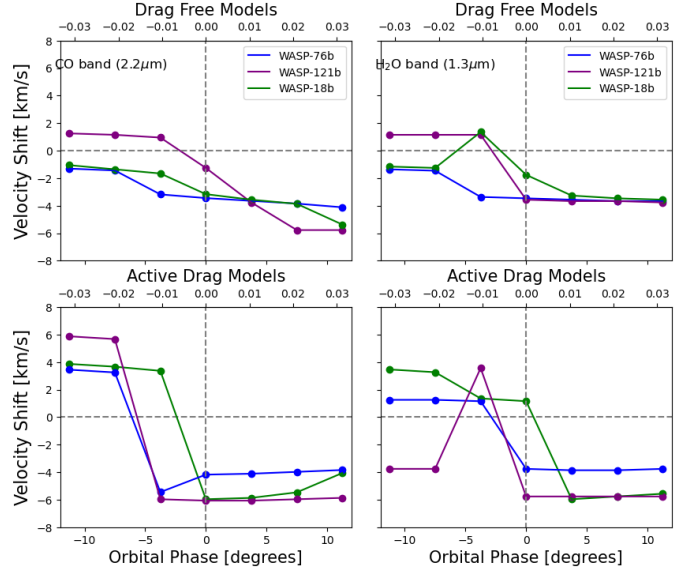 Drag Free Models
Drag Free Models
−0.03 −0.02 −0.01 0.00 0.01 0.02 0.03
−0.03 −0.02 −0.01 0.00 0.01 0.02 0.03
CO band (2.2μm)
WASP-76b
WASP-121b
WASP-18b
H₂O band (1.3μm)
WASP-76b
WASP-121b
WASP-18b
Velocity Shift [km/s]
8
6
4
2
0
−2
−4
−6
−8
Active Drag Models
Active Drag Models
−0.03 −0.02 −0.01 0.00 0.01 0.02 0.03
−0.03 −0.02 −0.01 0.00 0.01 0.02 0.03
Velocity Shift [km/s]
8
6
4
2
0
−2
−4
−6
−8
−10 −5 0 5 10
−10 −5 0 5 10
Orbital Phase [degrees]
Orbital Phase [degrees]